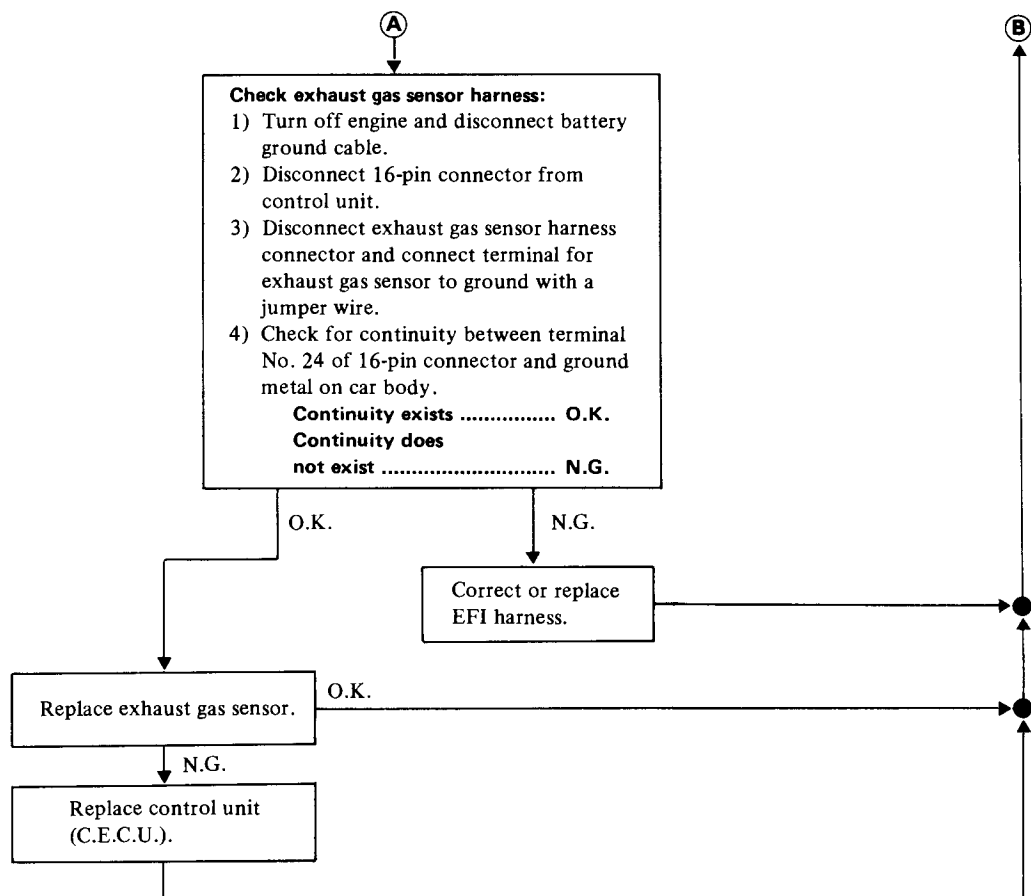 A
B
Check exhaust gas sensor harness:
1) Turn off engine and disconnect battery
ground cable.
2) Disconnect 16-pin connector from
control unit.
3) Disconnect exhaust gas sensor harness
connector and connect terminal for
exhaust gas sensor to ground with a
jumper wire.
4) Check for continuity between terminal
No. 24 of 16-pin connector and ground
metal on car body.
Continuity exists ................ O.K.
Continuity does
not exist ............................. N.G.
O.K.
N.G.
Correct or replace
EFI harness.
Replace exhaust gas sensor.
O.K.
N.G.
Replace control unit
(C.E.C.U.).